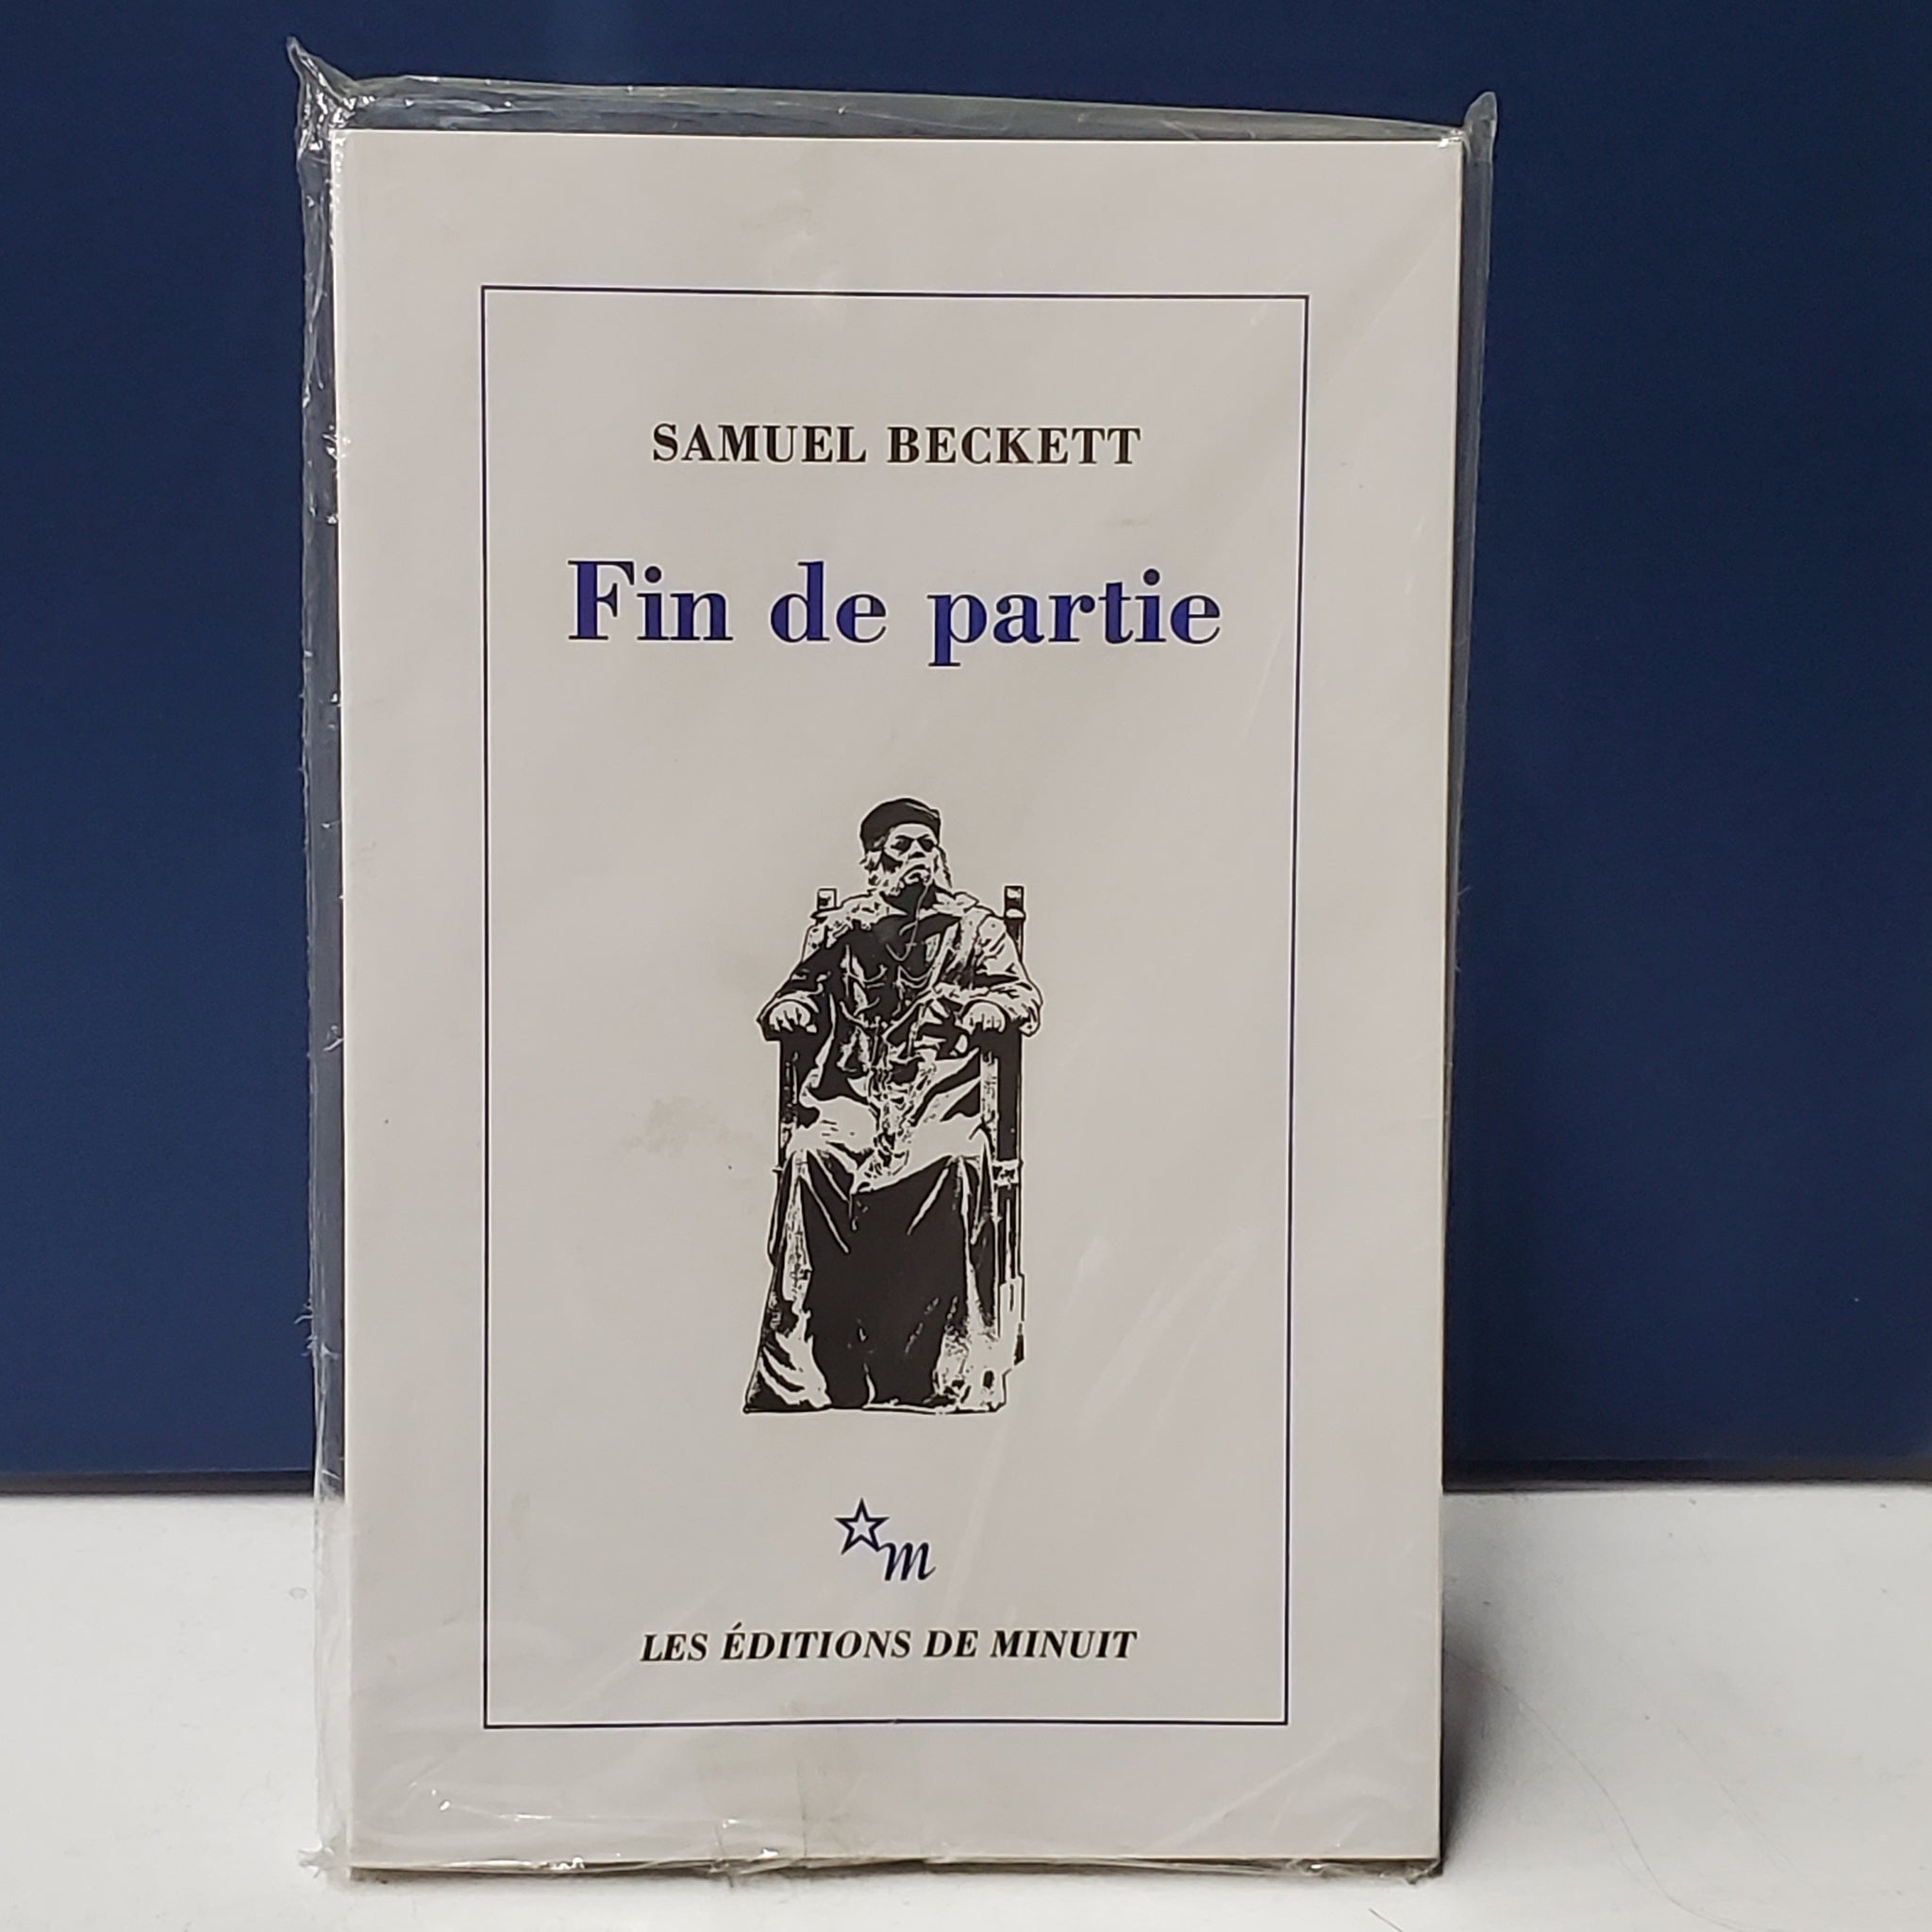 SAMUEL BECKETT
Fin de partie
m
LES ÉDITIONS DE MINUIT